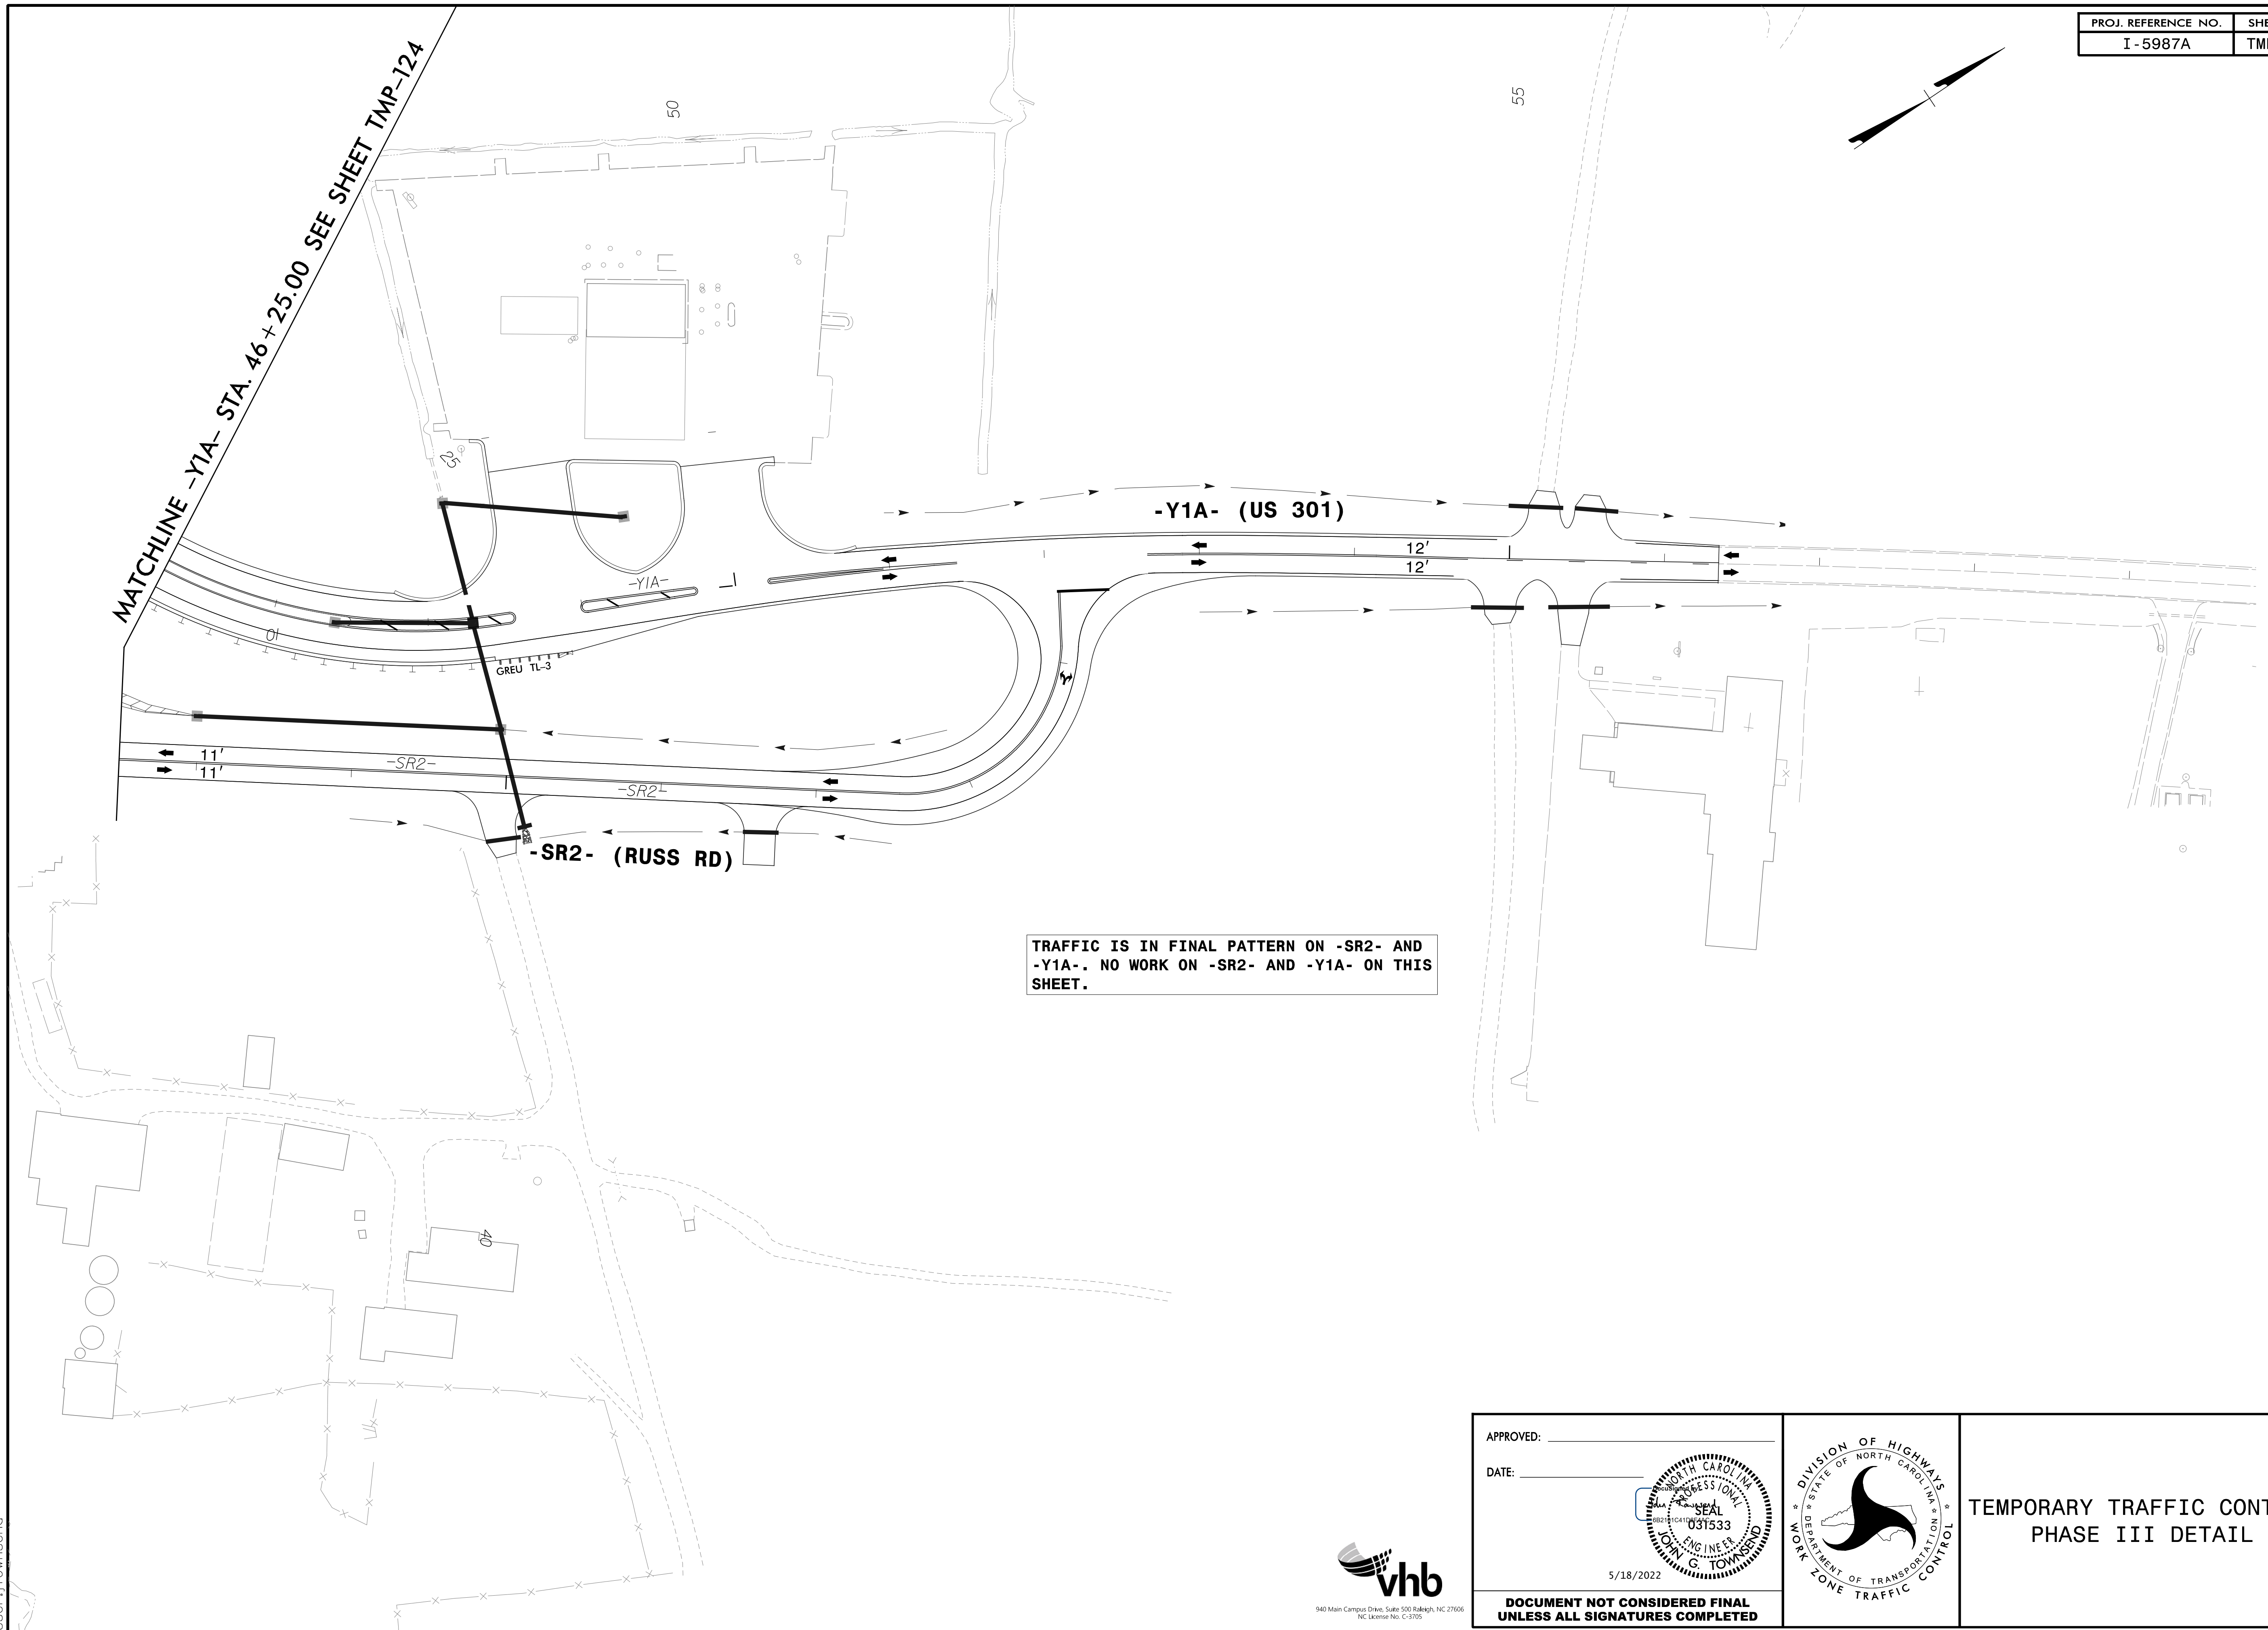 PROJ. REFERENCE NO.
I-5987A
MATCHLINE -Y1A- STA. 46+25.00 SEE SHEET TMP-124
50
55
25
-Y1A- (US 301)
12'
12'
-Y1A-
10
GREU TL-3
11'
11'
-SR2-
-SR2-
-SR2- (RUSS RD)
TRAFFIC IS IN FINAL PATTERN ON -SR2- AND
-Y1A-. NO WORK ON -SR2- AND -Y1A- ON THIS
SHEET.
40
APPROVED:
DATE:
NORTH CAROLINA
PROFESSIONAL
SEAL
031533
ENGINEER
JOHN G. TOWNSEND
5/18/2022
DOCUMENT NOT CONSIDERED FINAL
UNLESS ALL SIGNATURES COMPLETED
DIVISION OF HIGHWAYS
STATE OF NORTH CAROLINA
DEPARTMENT OF TRANSPORTATION
WORK ZONE TRAFFIC CONTROL
TEMPORARY TRAFFIC
PHASE III DETAIL
vhb
940 Main Campus Drive, Suite 500 Raleigh, NC 27606
NC License No. C-3705